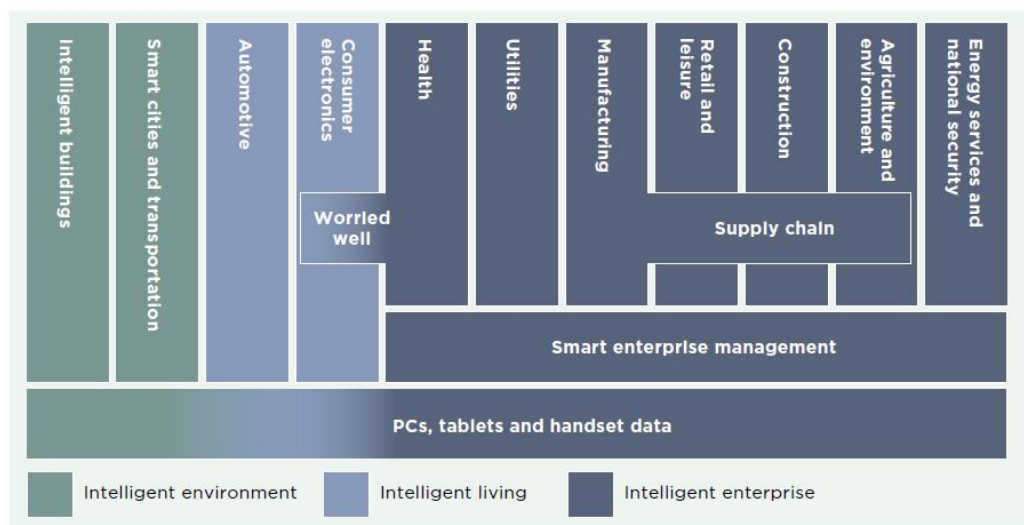 Intelligent buildings
Smart cities and transportation
Automotive
Consumer
electronics
Health
Utilities
Manufacturing
Retail and
leisure
Construction
Agriculture and
environment
Energy services and
national security
Worried
well
Supply chain
Smart enterprise management
PCs, tablets and handset data
Intelligent environment
Intelligent living
Intelligent enterprise